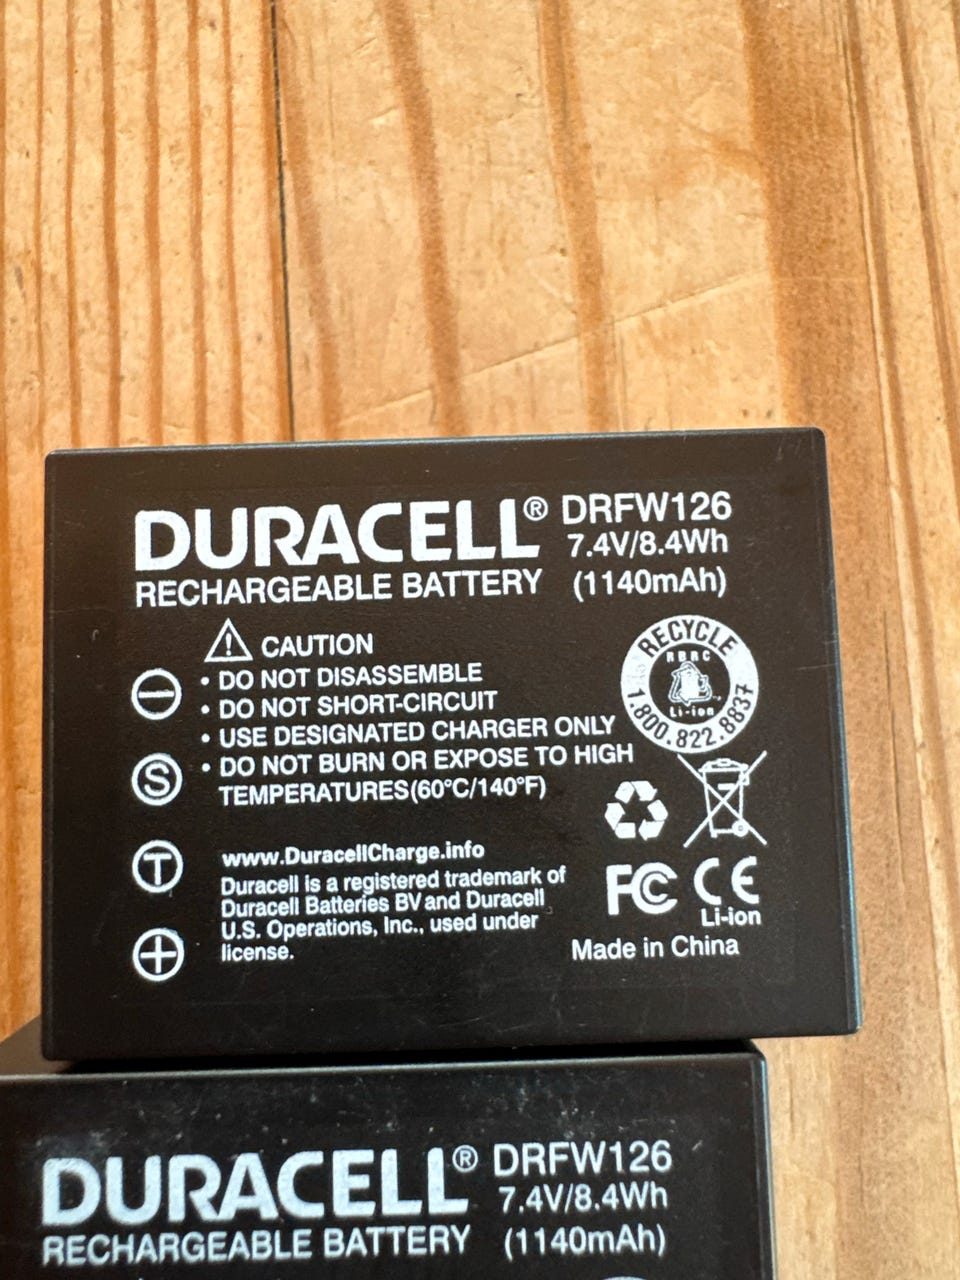 DURACELL® DRFW126
7.4V/8.4Wh
RECHARGEABLE BATTERY (1140mAh)
⚠ CAUTION
• DO NOT DISASSEMBLE
• DO NOT SHORT-CIRCUIT
• USE DESIGNATED CHARGER ONLY
• DO NOT BURN OR EXPOSE TO HIGH
TEMPERATURES(60°C/140°F)
−
S
T
+
RECYCLE
RBRC
Li-ion
1.800.822.8837
www.DuracellCharge.info
Duracell is a registered trademark of
Duracell Batteries BV and Duracell
U.S. Operations, Inc., used under
license.
FC CE
Li-ion
Made in China
DURACELL® DRFW126
7.4V/8.4Wh
RECHARGEABLE BATTERY (1140mAh)